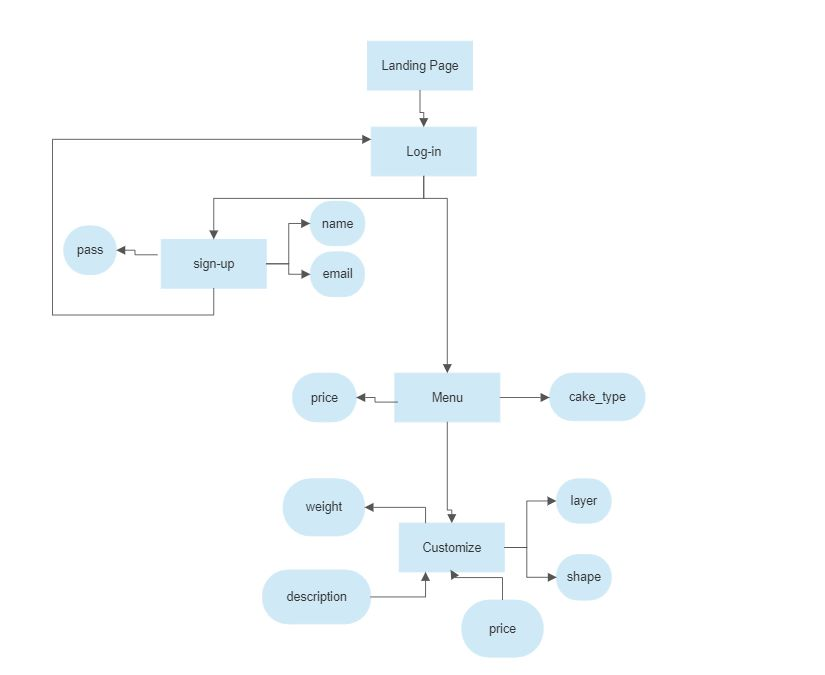 Landing Page
Log-in
name
pass
sign-up
email
price
Menu
cake_type
weight
layer
Customize
shape
description
price